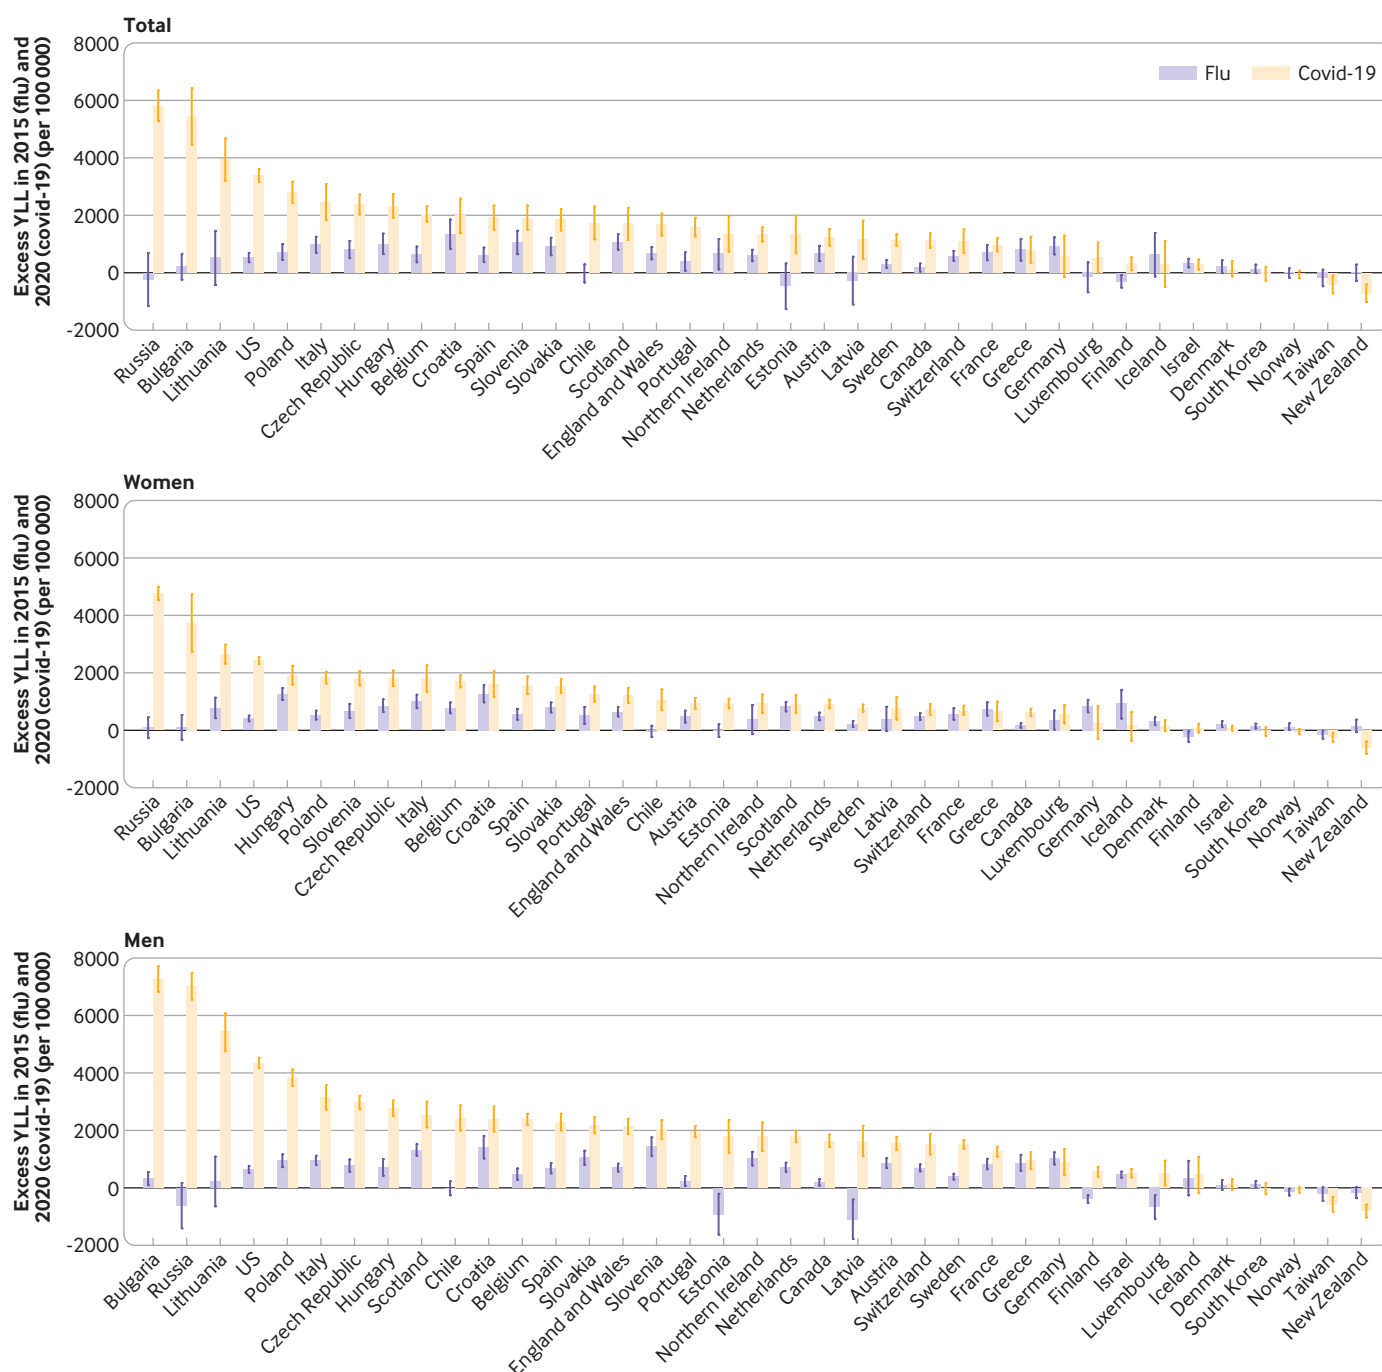 Total
Excess YLL in 2015 (flu) and
2020 (covid-19) (per 100 000)
8000
6000
4000
2000
0
-2000
Flu
Covid-19
Russia
Bulgaria
Lithuania
US
Poland
Italy
Czech Republic
Hungary
Belgium
Croatia
Spain
Slovenia
Slovakia
Chile
Scotland
England and Wales
Portugal
Northern Ireland
Netherlands
Estonia
Austria
Latvia
Sweden
Canada
Switzerland
France
Greece
Germany
Luxembourg
Finland
Iceland
Israel
Denmark
South Korea
Norway
Taiwan
New Zealand
Women
Excess YLL in 2015 (flu) and
2020 (covid-19) (per 100 000)
8000
6000
4000
2000
0
-2000
Russia
Bulgaria
Lithuania
US
Hungary
Poland
Slovenia
Czech Republic
Italy
Belgium
Croatia
Spain
Slovakia
Portugal
England and Wales
Chile
Austria
Estonia
Northern Ireland
Scotland
Netherlands
Sweden
Latvia
Switzerland
France
Greece
Canada
Luxembourg
Germany
Iceland
Denmark
Finland
Israel
South Korea
Norway
Taiwan
New Zealand
Men
Excess YLL in 2015 (flu) and
2020 (covid-19) (per 100 000)
8000
6000
4000
2000
0
-2000
Bulgaria
Russia
Lithuania
US
Poland
Italy
Czech Republic
Hungary
Scotland
Chile
Croatia
Belgium
Spain
Slovakia
England and Wales
Slovenia
Portugal
Estonia
Northern Ireland
Netherlands
Canada
Latvia
Austria
Switzerland
Sweden
France
Greece
Germany
Finland
Israel
Luxembourg
Iceland
Denmark
South Korea
Norway
Taiwan
New Zealand